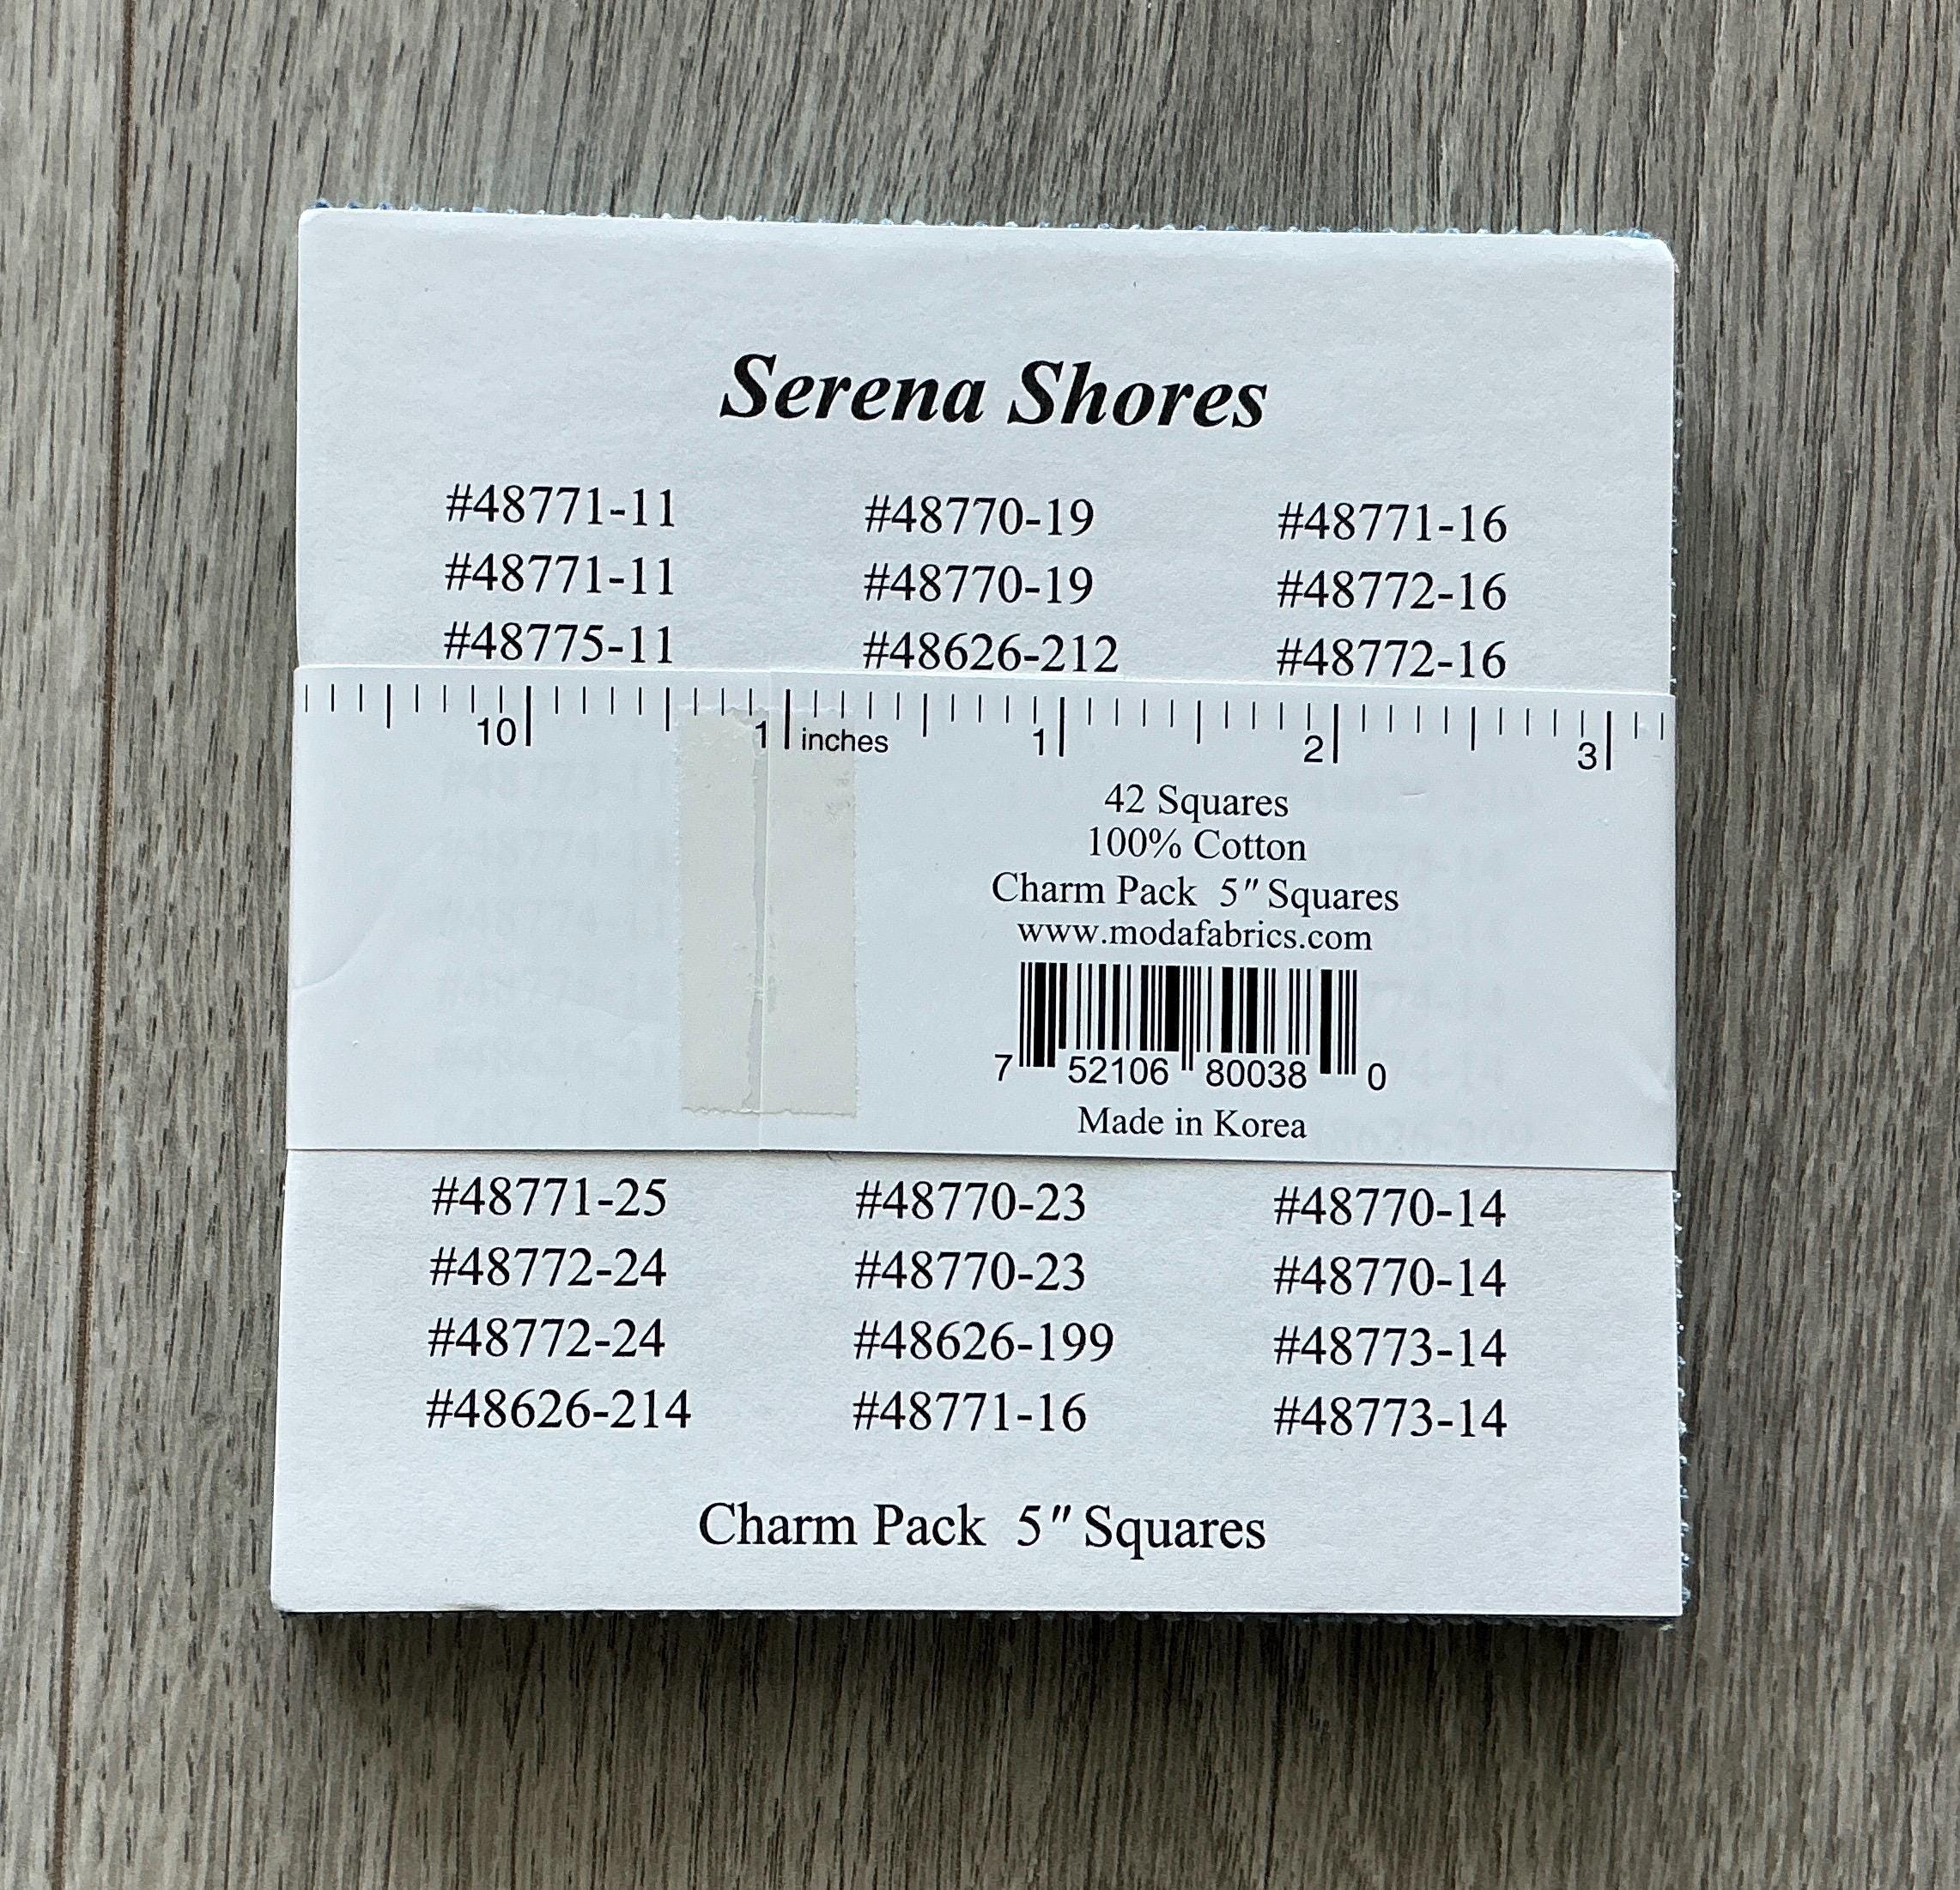 Serena Shores
#48771-11 #48770-19 #48771-16
#48771-11 #48770-19 #48772-16
#48775-11 #48626-212 #48772-16
10 1 inches 1 2 3
42 Squares
100% Cotton
Charm Pack 5" Squares
www.modafabrics.com
7 52106 80038 0
Made in Korea
#48771-25 #48770-23 #48770-14
#48772-24 #48770-23 #48770-14
#48772-24 #48626-199 #48773-14
#48626-214 #48771-16 #48773-14
Charm Pack 5" Squares